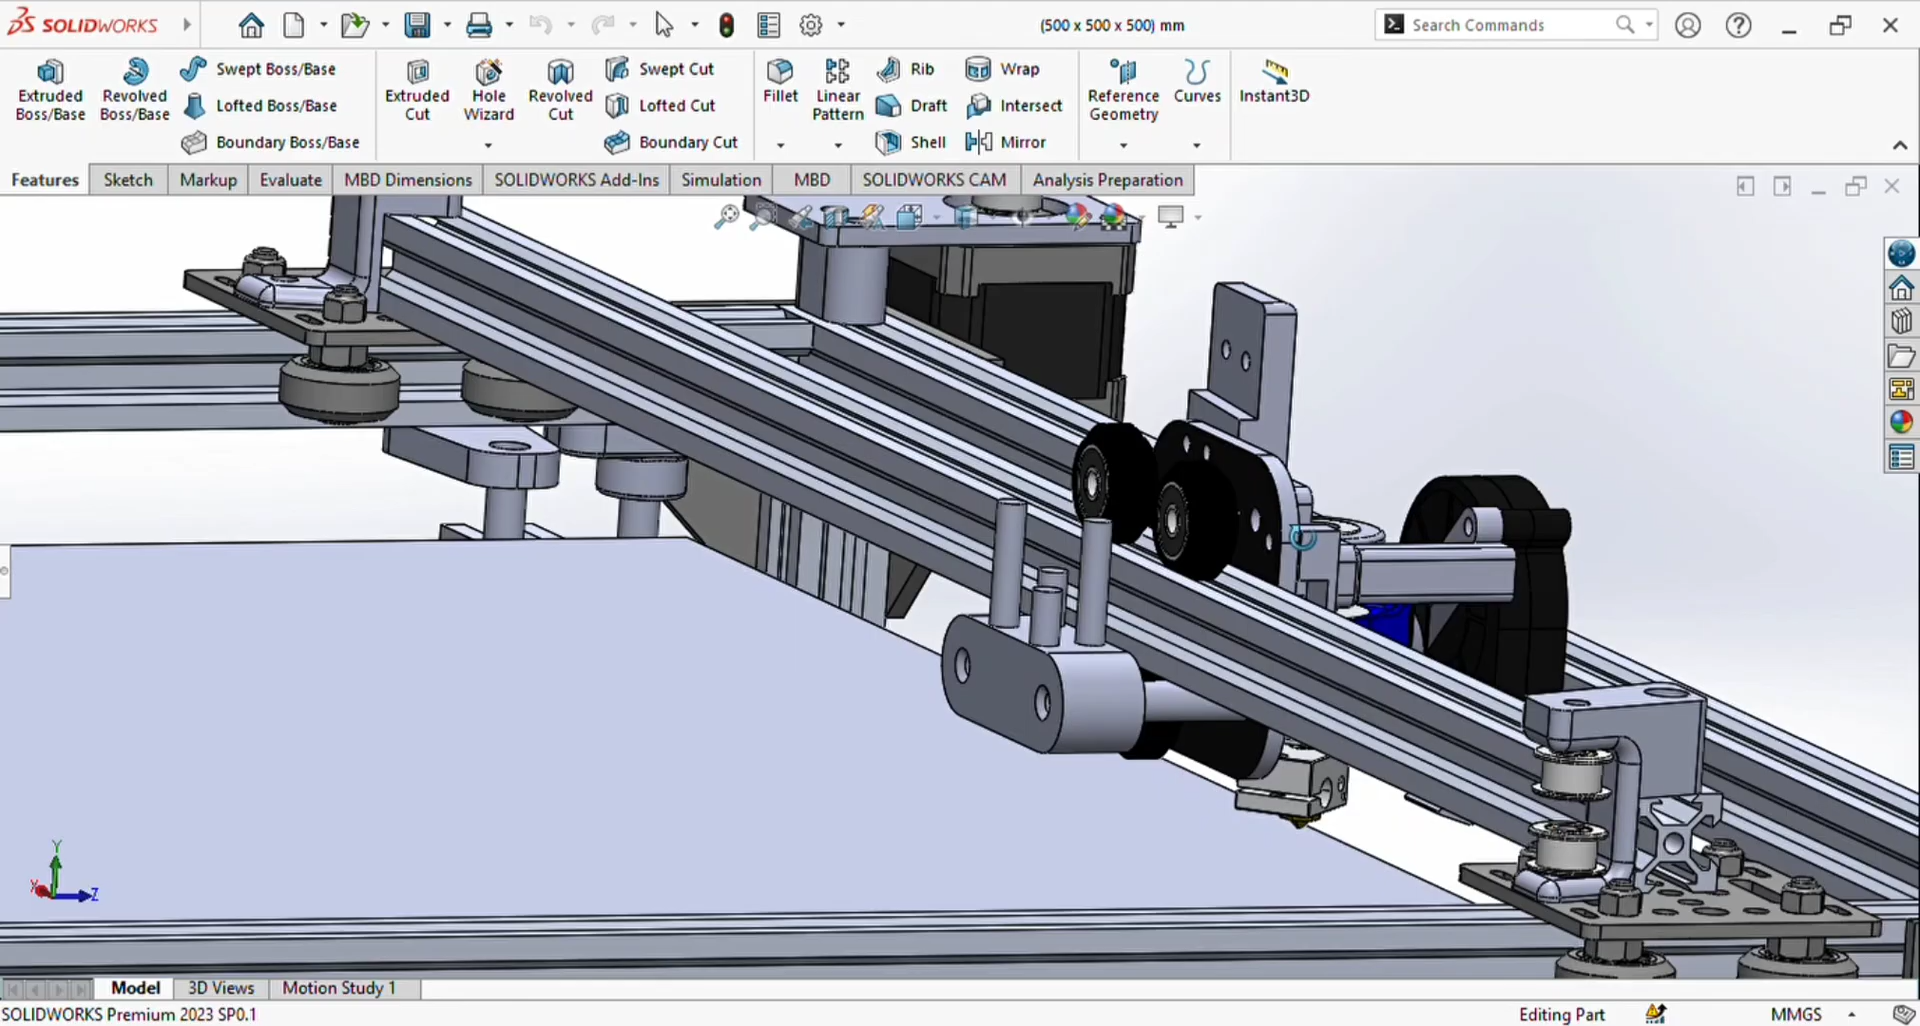 SOLIDWORKS
(500 x 500 x 500) mm
Search Commands
Extruded Boss/Base
Revolved Boss/Base
Swept Boss/Base
Lofted Boss/Base
Boundary Boss/Base
Extruded Cut
Hole Wizard
Revolved Cut
Swept Cut
Lofted Cut
Boundary Cut
Fillet
Linear Pattern
Rib
Draft
Shell
Wrap
Intersect
Mirror
Reference Geometry
Curves
Instant3D
Features
Sketch
Markup
Evaluate
MBD Dimensions
SOLIDWORKS Add-Ins
Simulation
MBD
SOLIDWORKS CAM
Analysis Preparation
Y
X
Z
Model
3D Views
Motion Study 1
SOLIDWORKS Premium 2023 SP0.1
Editing Part
MMGS